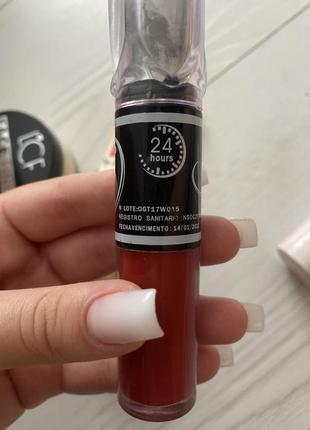 24
hours
N LOTE:OGT17W015
REGISTRO SANITARIO:
FECHAVENCIMENTO:14/01/